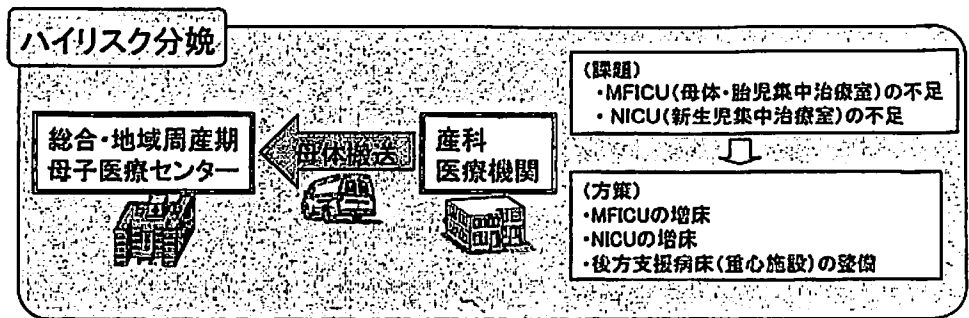 ハイリスク分娩
総合・地域周産期
母子医療センター
母体搬送
産科
医療機関
(課題)
・MFICU(母体・胎児集中治療室)の不足
・NICU(新生児集中治療室)の不足
(方策)
・MFICUの増床
・NICUの増床
・後方支援病床(重心施設)の整備